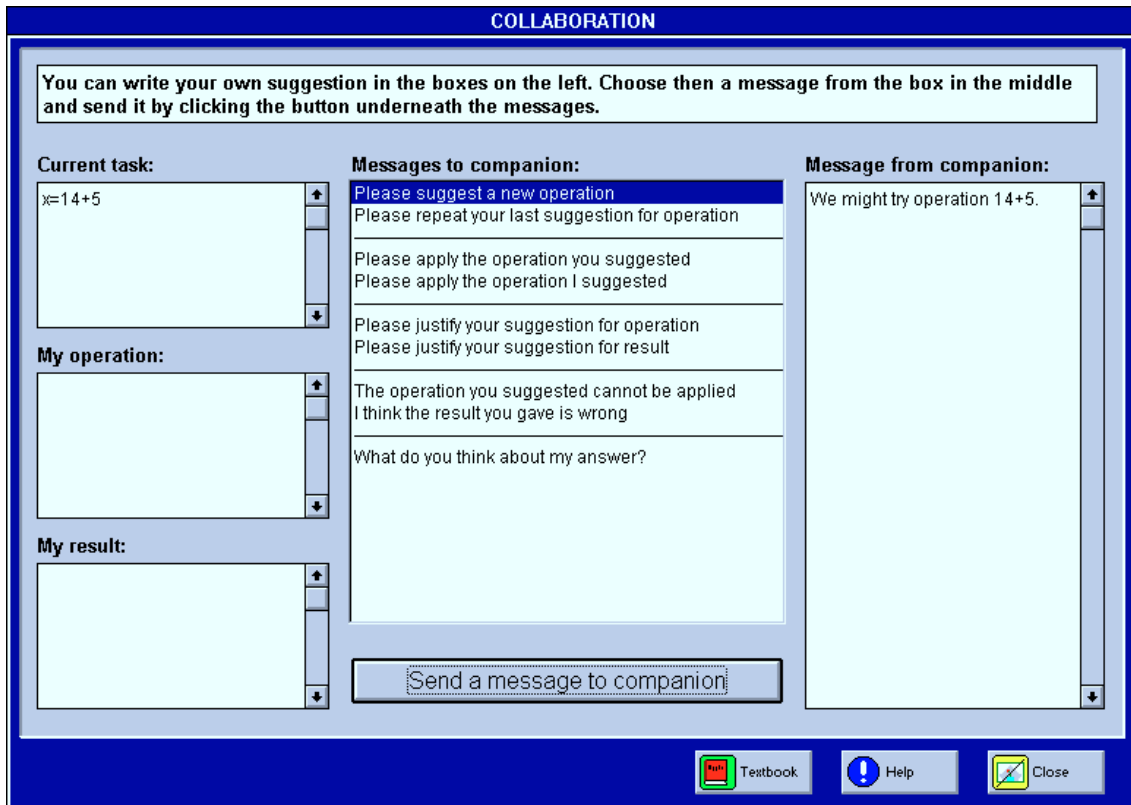 COLLABORATION
You can write your own suggestion in the boxes on the left. Choose then a message from the box in the middle
and send it by clicking the button underneath the messages.
Current task:
x=14+5
My operation:
My result:
Messages to companion:
Please suggest a new operation
Please repeat your last suggestion for operation
Please apply the operation you suggested
Please apply the operation I suggested
Please justify your suggestion for operation
Please justify your suggestion for result
The operation you suggested cannot be applied
I think the result you gave is wrong
What do you think about my answer?
Send a message to companion
Message from companion:
We might try operation 14+5.
Textbook
Help
Close